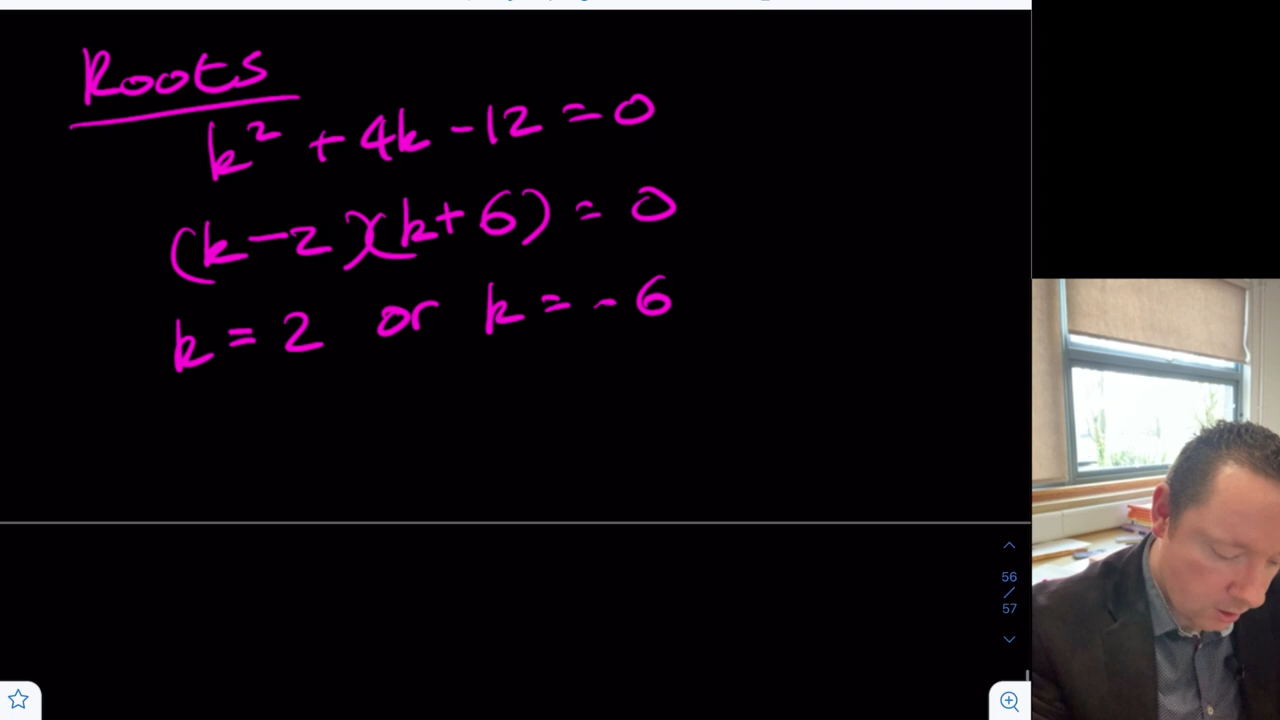 Roots
k² + 4k - 12 = 0
(k - 2)(k + 6) = 0
k = 2 or k = - 6
56
/
57